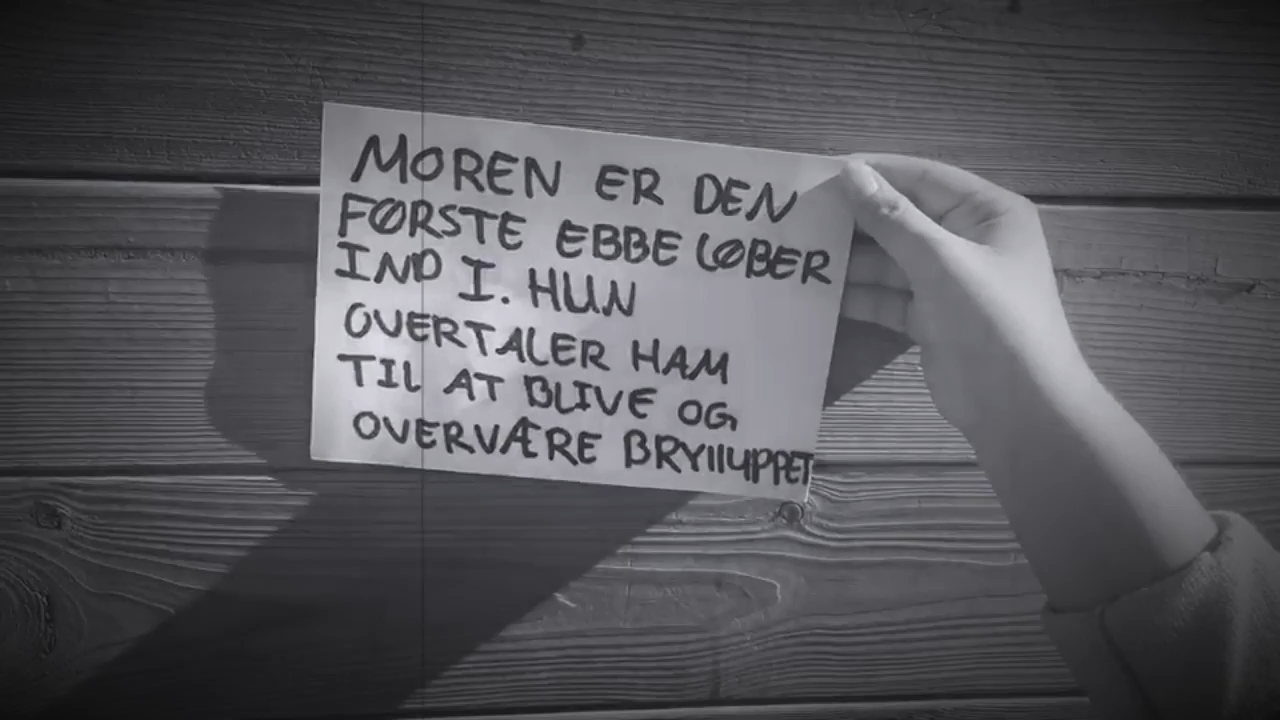 MOREN ER DEN
FØRSTE EBBE LØBER
IND I. HUN
OVERTALER HAM
TIL AT BLIVE OG
OVERVÆRE BRYllUPPET